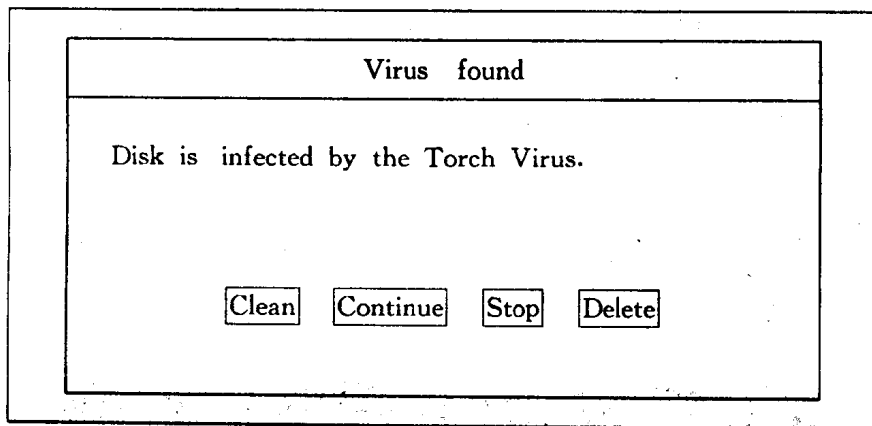 Virus found
Disk is infected by the Torch Virus.
Clean Continue Stop Delete